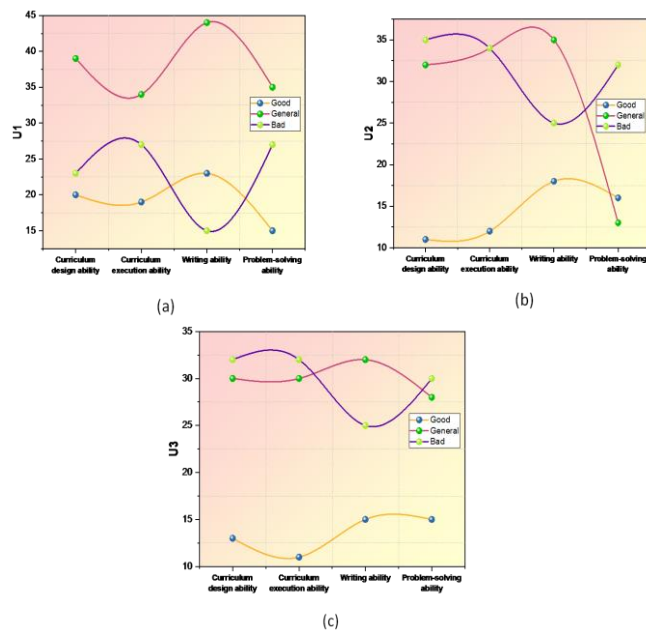 45
40
35
30
25
20
15
U1
Good
General
Bad
Curriculum
design ability
Curriculum
execution ability
Writing ability
Problem-solving
ability
(a)
35
30
25
20
15
10
U2
Good
General
Bad
Curriculum
design ability
Curriculum
execution ability
Writing ability
Problem-solving
ability
(b)
35
30
25
20
15
10
U3
Good
General
Bad
Curriculum
design ability
Curriculum
execution ability
Writing ability
Problem-solving
ability
(c)